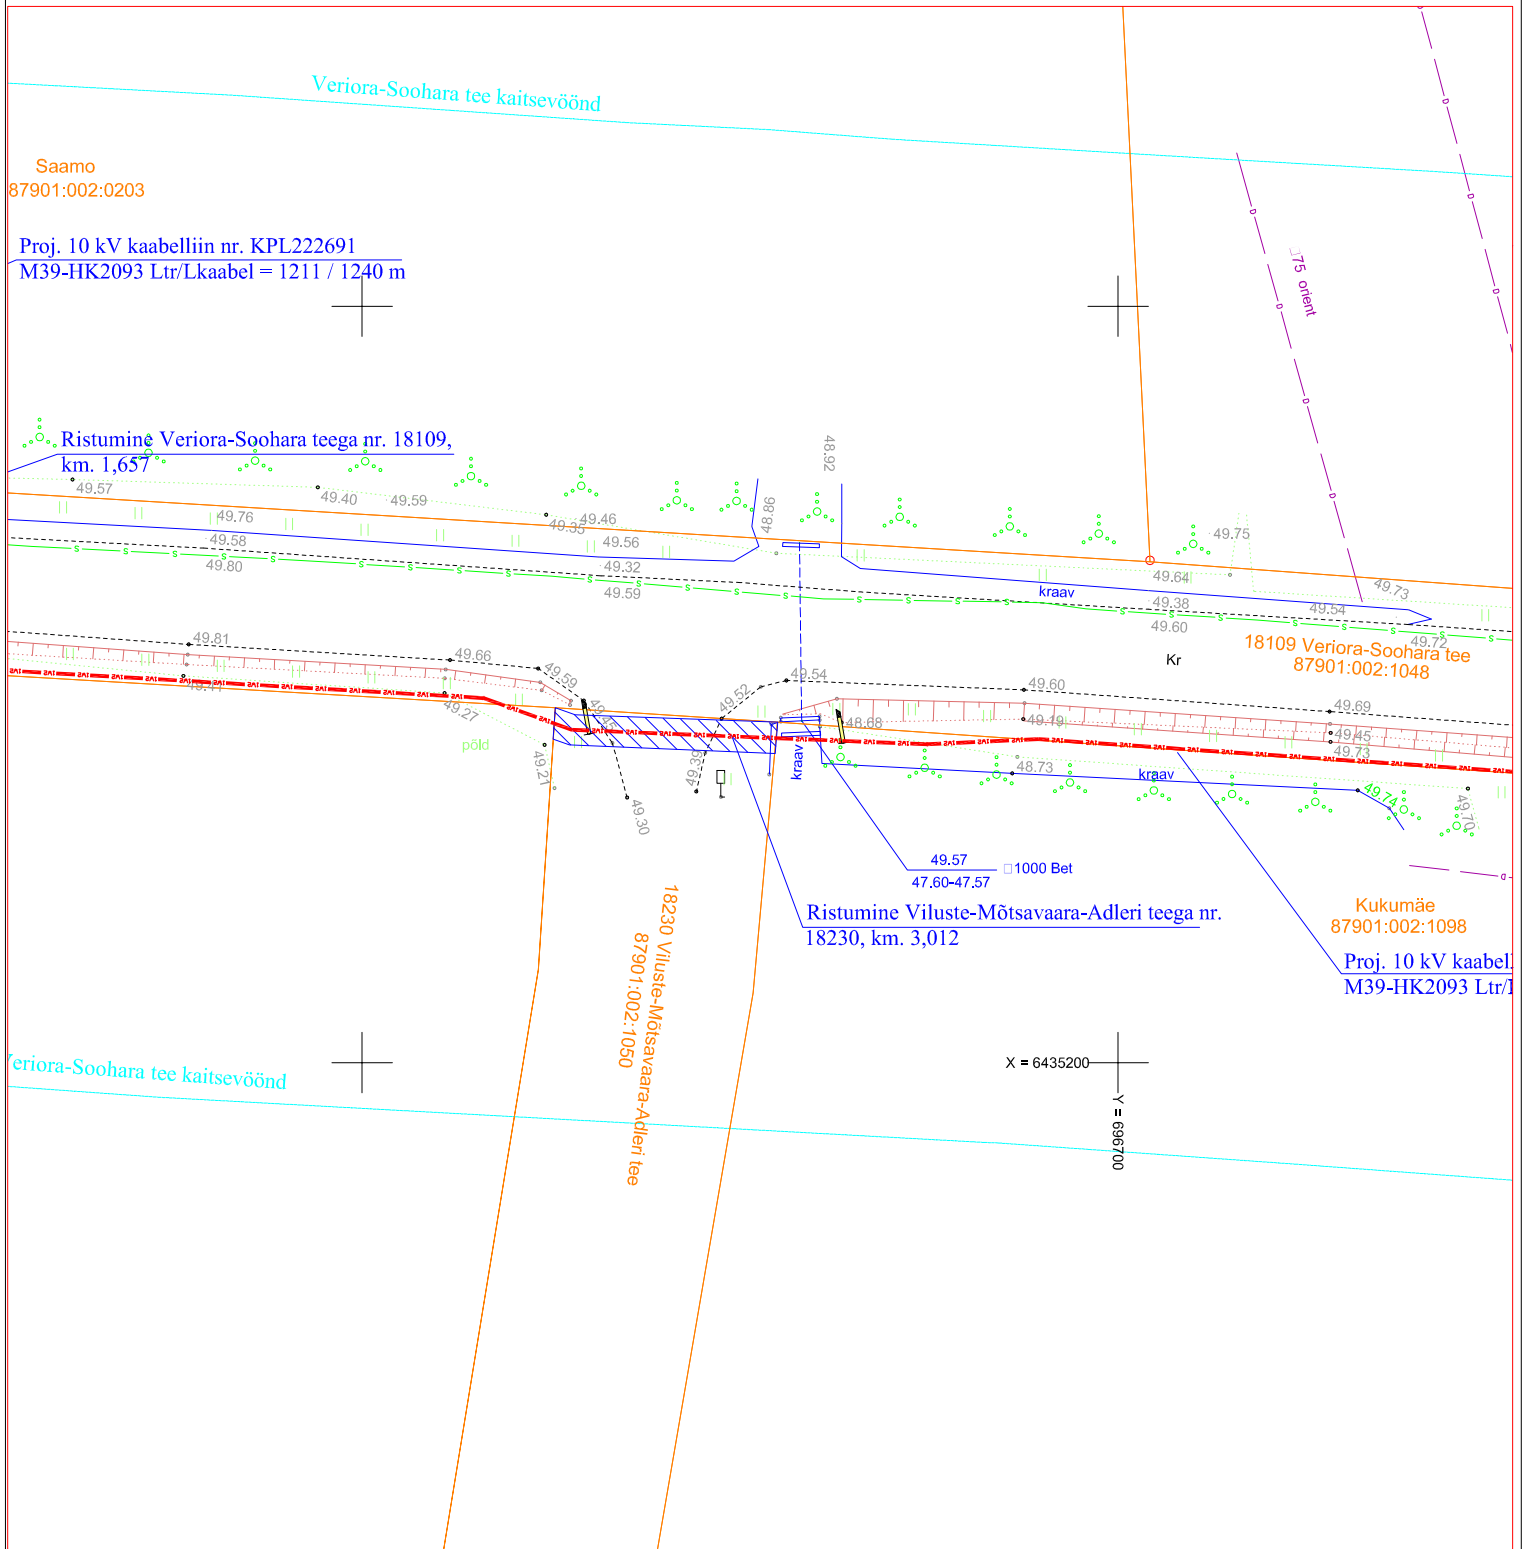 Veriora-Soohara tee kaitsevöönd
Saamo
87901:002:0203
Proj. 10 kV kaabelliin nr. KPL222691
M39-HK2093 Ltr/Lkaabel = 1211 / 1240 m
75 orient
Ristumine Veriora-Soohara teega nr. 18109,
km. 1,657
48.92
48.86
49.57
49.40
49.59
49.46
49.35
49.56
49.76
49.58
49.80
49.32
49.59
49.75
49.64
49.73
kraav
49.38
49.54
49.60
49.72
18109 Veriora-Soohara tee
87901:002:1048
Kr
49.81
49.66
49.59
49.54
49.52
49.60
49.69
49.27
48.68
49.19
49.45
49.73
põld
49.27
49.39
49.30
kraav
48.73
kraav
49.74
49.70
49.57
47.60-47.57
1000 Bet
Ristumine Viluste-Mõtsavaara-Adleri teega nr.
18230, km. 3,012
Kukumäe
87901:002:1098
Proj. 10 kV kaabel
M39-HK2093 Ltr/
18230 Viluste-Mõtsavaara-Adleri tee
87901:002:1050
eriora-Soohara tee kaitsevöönd
X = 6435200
Y = 696700